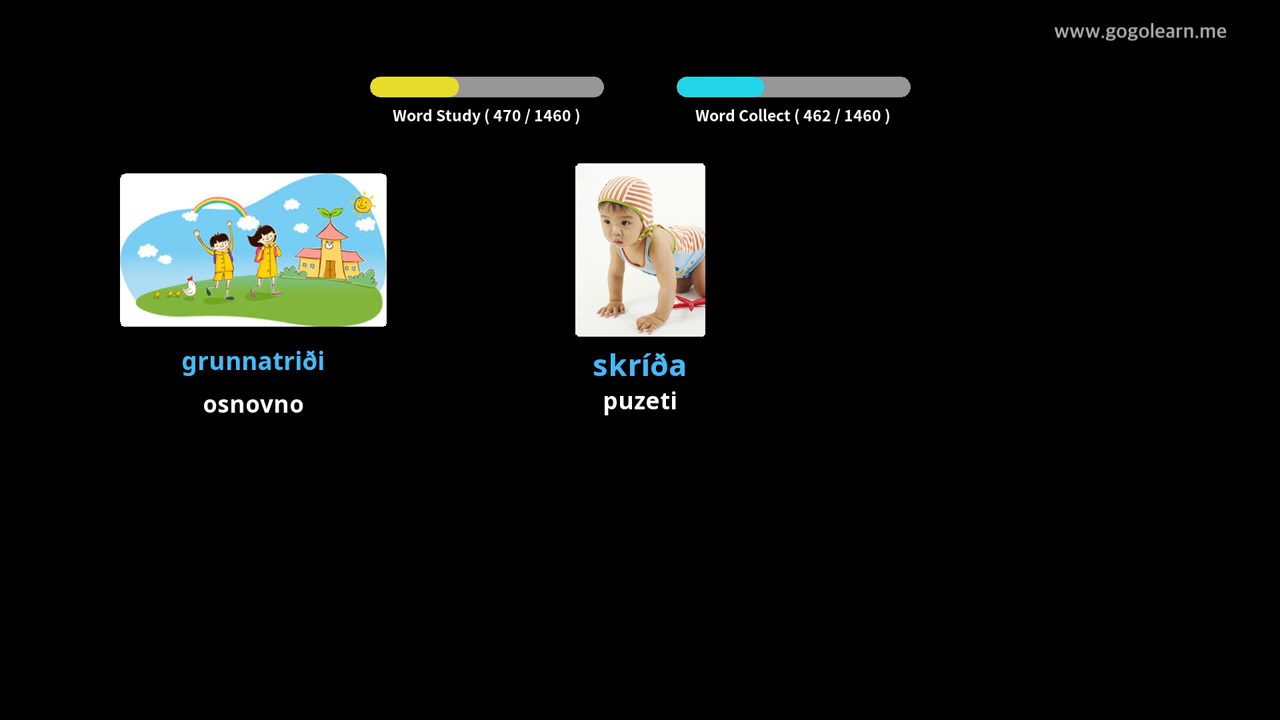 www.gogolearn.me
Word Study ( 470 / 1460 )
Word Collect ( 462 / 1460 )
grunnatriði
osnovno
skríða
puzeti